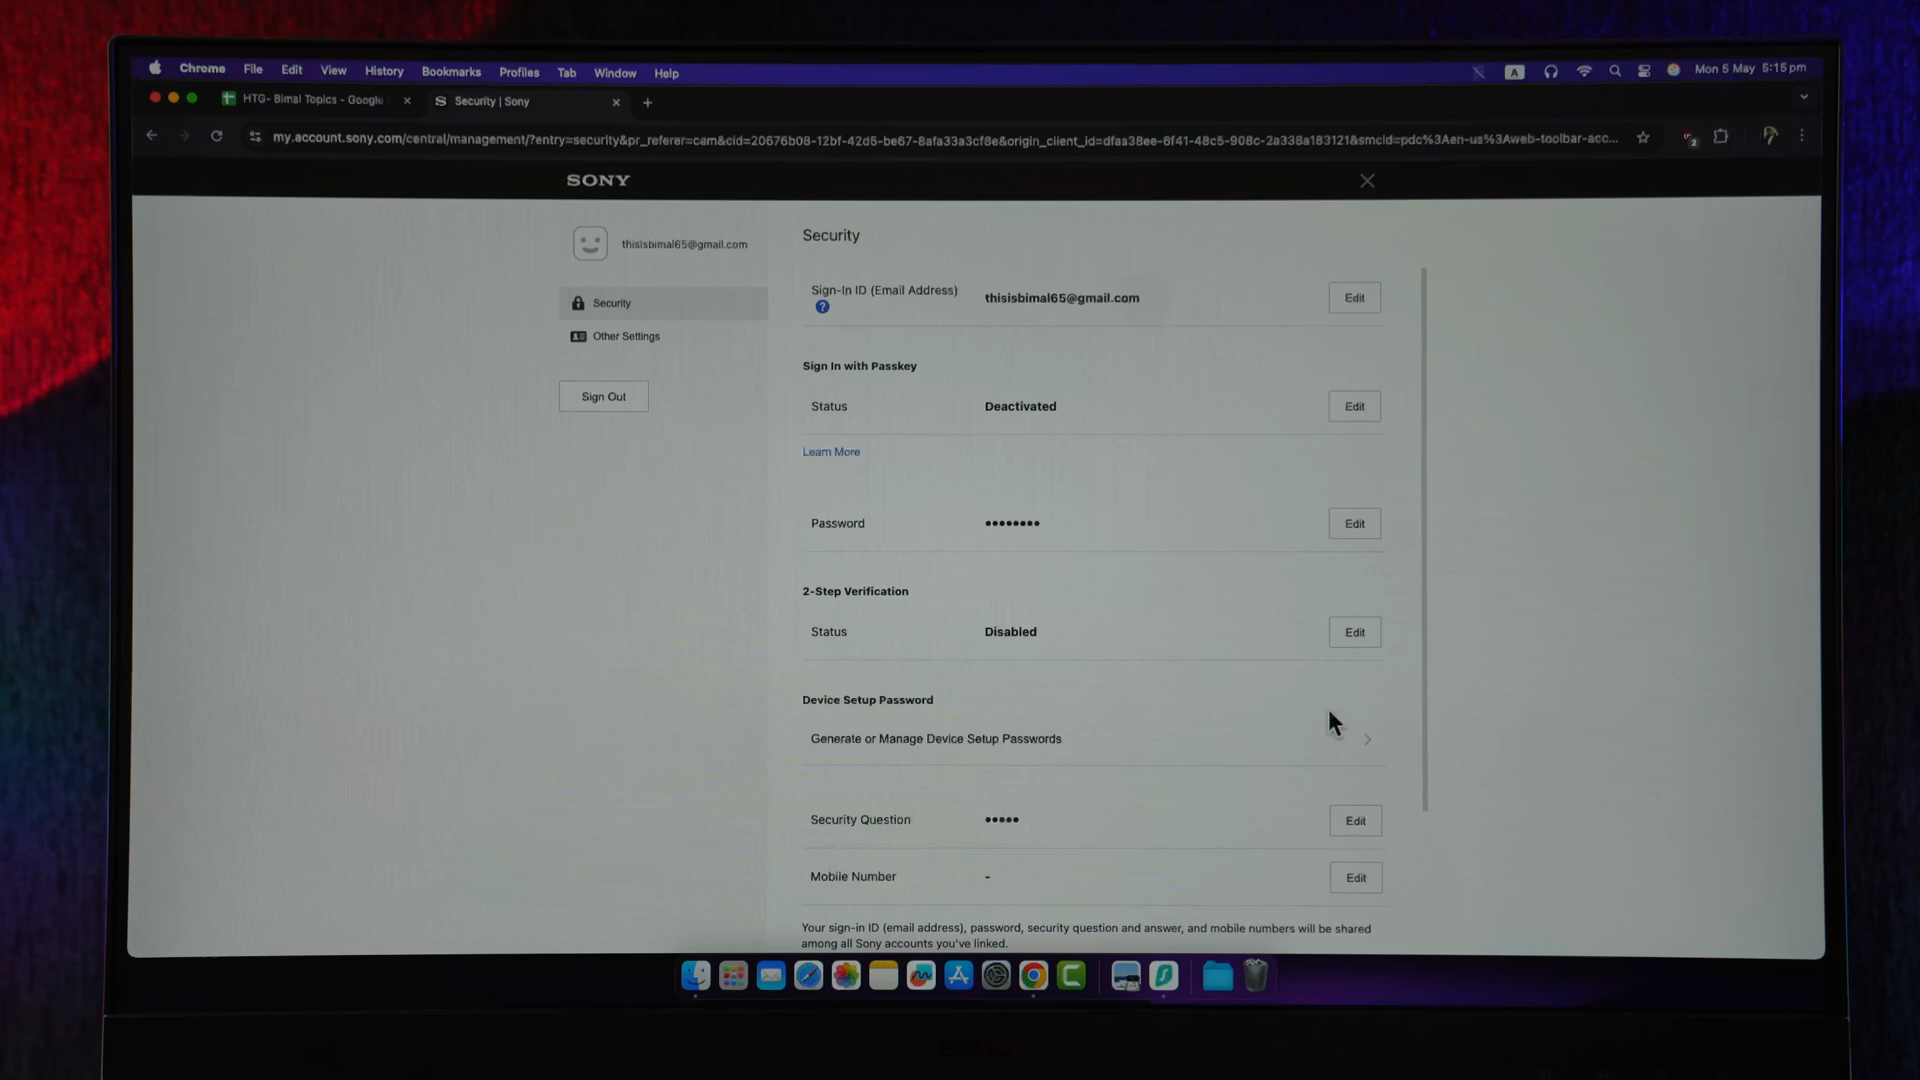 Chrome File Edit View History Bookmarks Profiles Tab Window Help A Mon 5 May 5:15pm
HTG- Bimal Topics - Google Security | Sony
my.account.sony.com/central/management/?entry=security&pr_referer=cam&cid=20676b08-12bf-42d5-be67-8afa33a3cf8e&origin_client_id=dfaa38ee-6f41-48c5-908c-2a338a183121&smcid=pdc%3Aen-us%3Aweb-toolbar-acc... 2
SONY
thisisbimal65@gmail.com
Security
Other Settings
Sign Out
Security
Sign-In ID (Email Address) ? thisisbimal65@gmail.com Edit
Sign In with Passkey
Status Deactivated Edit
Learn More
Password •••••••• Edit
2-Step Verification
Status Disabled Edit
Device Setup Password
Generate or Manage Device Setup Passwords
Security Question ••••• Edit
Mobile Number - Edit
Your sign-in ID (email address), password, security question and answer, and mobile numbers will be shared
among all Sony accounts you've linked.